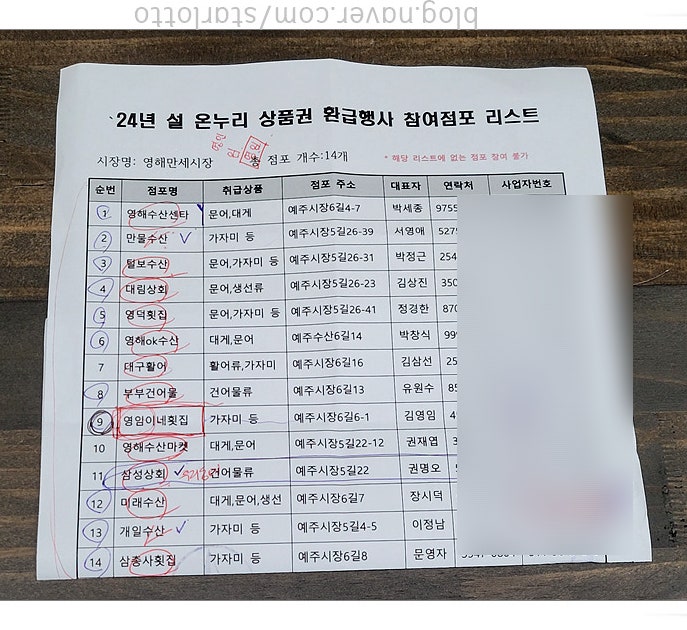 blog.naver.com/starlotto
24년 설 온누리 상품권 환급행사 참여점포 리스트
시장명: 영해만세시장 총 점포 개수:14개 * 해당 리스트에 없는 점포 참여 불가
순번 점포명 취급상품 점포 주소 대표자 연락처 사업자번호
1 영해수산센타 문어,대게 예주시장6길4-7 박세중 9755
2 만물수산 가자미 등 예주시장5길26-39 서영애 5275
3 털보수산 문어,가자미 등 예주시장5길26-31 박정근 254
4 대림상회 문어,생선류 예주시장5길26-23 김상진 350
5 영덕횟집 문어,가자미 등 예주시장5길26-41 정경한 870
6 영해ok수산 대게,문어 예주수산6길14 박창식 999
7 대구활어 활어류,가자미 예주시장6길16 김삼선 25
8 부부건어물 건어물류 예주시장6길13 유원수 85
9 영임이네횟집 가자미 등 예주시장6길6-1 김영임 4
10 영해수산마켓 대게,문어 예주시장5길22-12 권재엽 3
11 삼성상회 건어물류 예주시장5길22 권명오
12 미래수산 대게,문어,생선 예주시장6길7 장시덕
13 개일수산 가자미 등 예주시장5길4-5 이정남
14 삼총사횟집 가자미 등 예주시장6길8 문영자